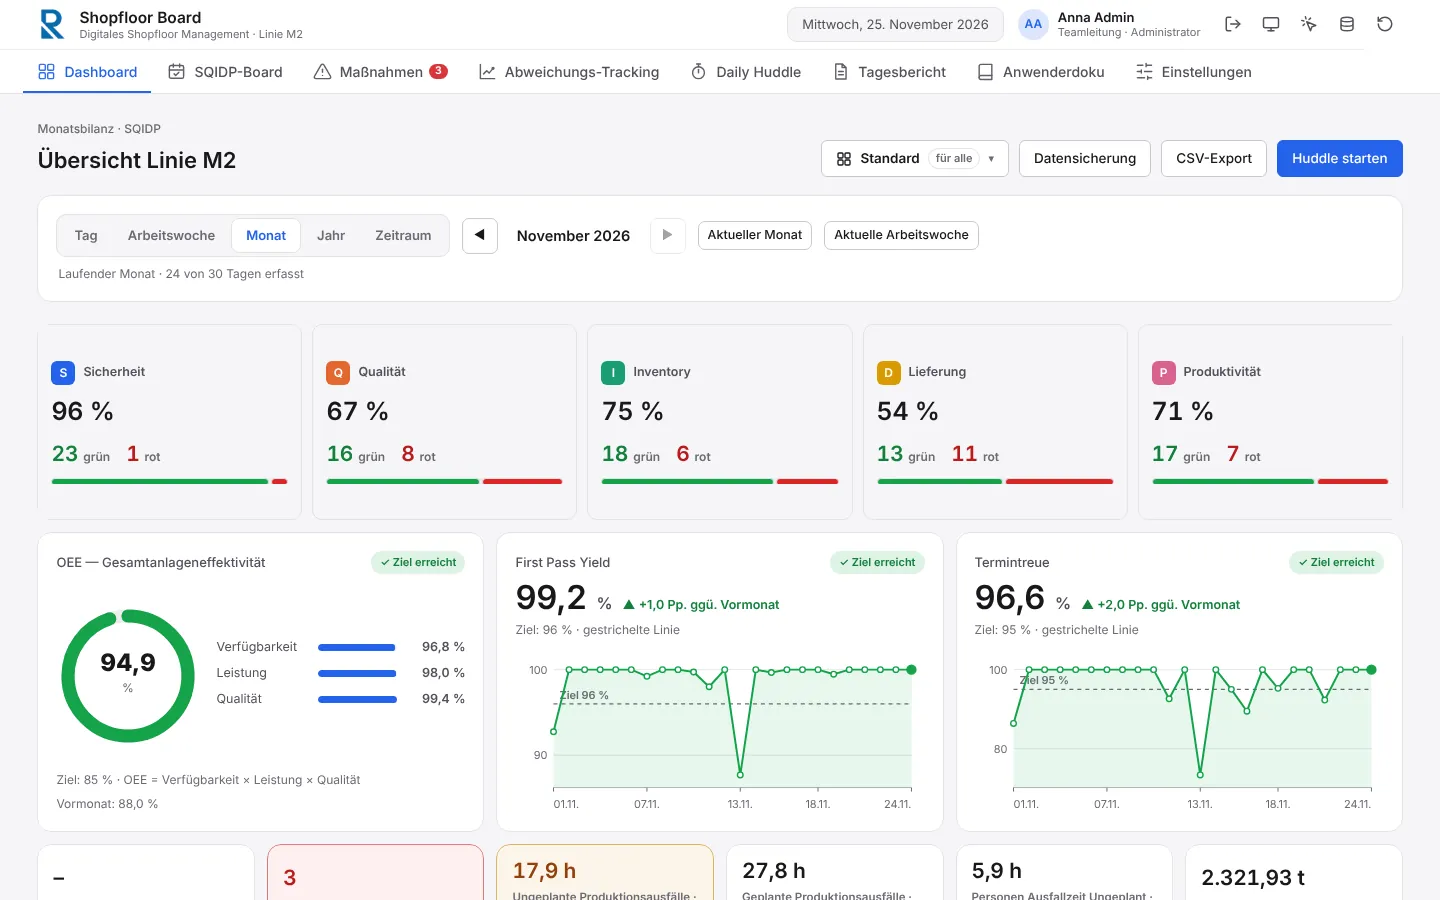 Shopfloor Board
Digitales Shopfloor Management · Linie M2
Mittwoch, 25. November 2026
AA
Anna Admin
Teamleitung · Administrator
Dashboard
SQIDP-Board
Maßnahmen 3
Abweichungs-Tracking
Daily Huddle
Tagesbericht
Anwenderdoku
Einstellungen
Monatsbilanz · SQIDP
Übersicht Linie M2
Standard für alle ▾
Datensicherung
CSV-Export
Huddle starten
Tag
Arbeitswoche
Monat
Jahr
Zeitraum
◀
November 2026
▶
Aktueller Monat
Aktuelle Arbeitswoche
Laufender Monat · 24 von 30 Tagen erfasst
S Sicherheit
96 %
23 grün 1 rot
Q Qualität
67 %
16 grün 8 rot
I Inventory
75 %
18 grün 6 rot
D Lieferung
54 %
13 grün 11 rot
P Produktivität
71 %
17 grün 7 rot
OEE — Gesamtanlageneffektivität
✓ Ziel erreicht
94,9
%
Verfügbarkeit 96,8 %
Leistung 98,0 %
Qualität 99,4 %
Ziel: 85 % · OEE = Verfügbarkeit × Leistung × Qualität
Vormonat: 88,0 %
First Pass Yield
✓ Ziel erreicht
99,2 % ▲ +1,0 Pp. ggü. Vormonat
Ziel: 96 % · gestrichelte Linie
100
Ziel 96 %
90
01.11. 07.11. 13.11. 18.11. 24.11.
Termintreue
✓ Ziel erreicht
96,6 % ▲ +2,0 Pp. ggü. Vormonat
Ziel: 95 % · gestrichelte Linie
100
Ziel 95 %
80
01.11. 07.11. 13.11. 18.11. 24.11.
–
3
17,9 h
Ungeplante Produktionsausfälle ·
27,8 h
Geplante Produktionsausfälle ·
5,9 h
Personen Ausfallzeit Ungeplant ·
2.321,93 t